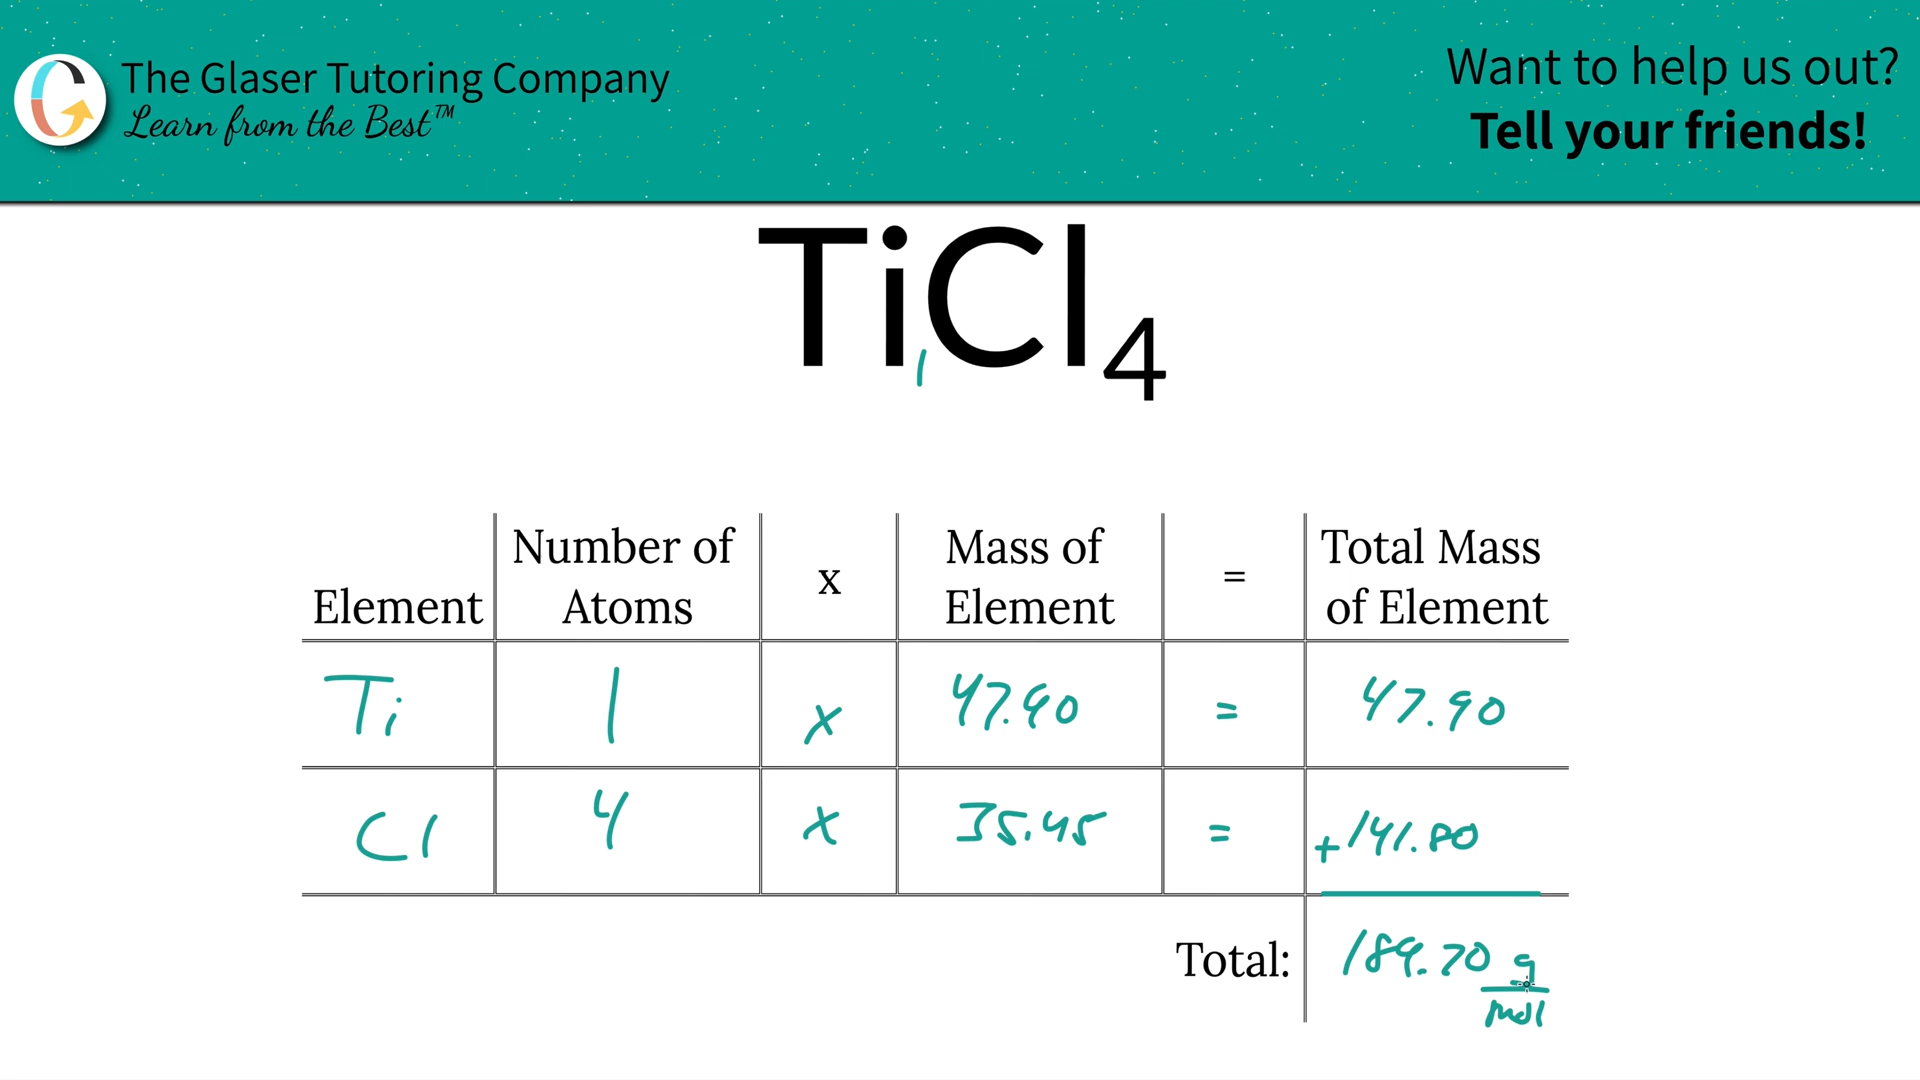 The Glaser Tutoring Company
Learn from the Best™
Want to help us out?
Tell your friends!
Ti₁Cl₄
Element Number of Atoms x Mass of Element = Total Mass of Element
Ti 1 x 47.90 = 47.90
Cl 4 x 35.45 = +141.80
Total: 189.70 g/mol